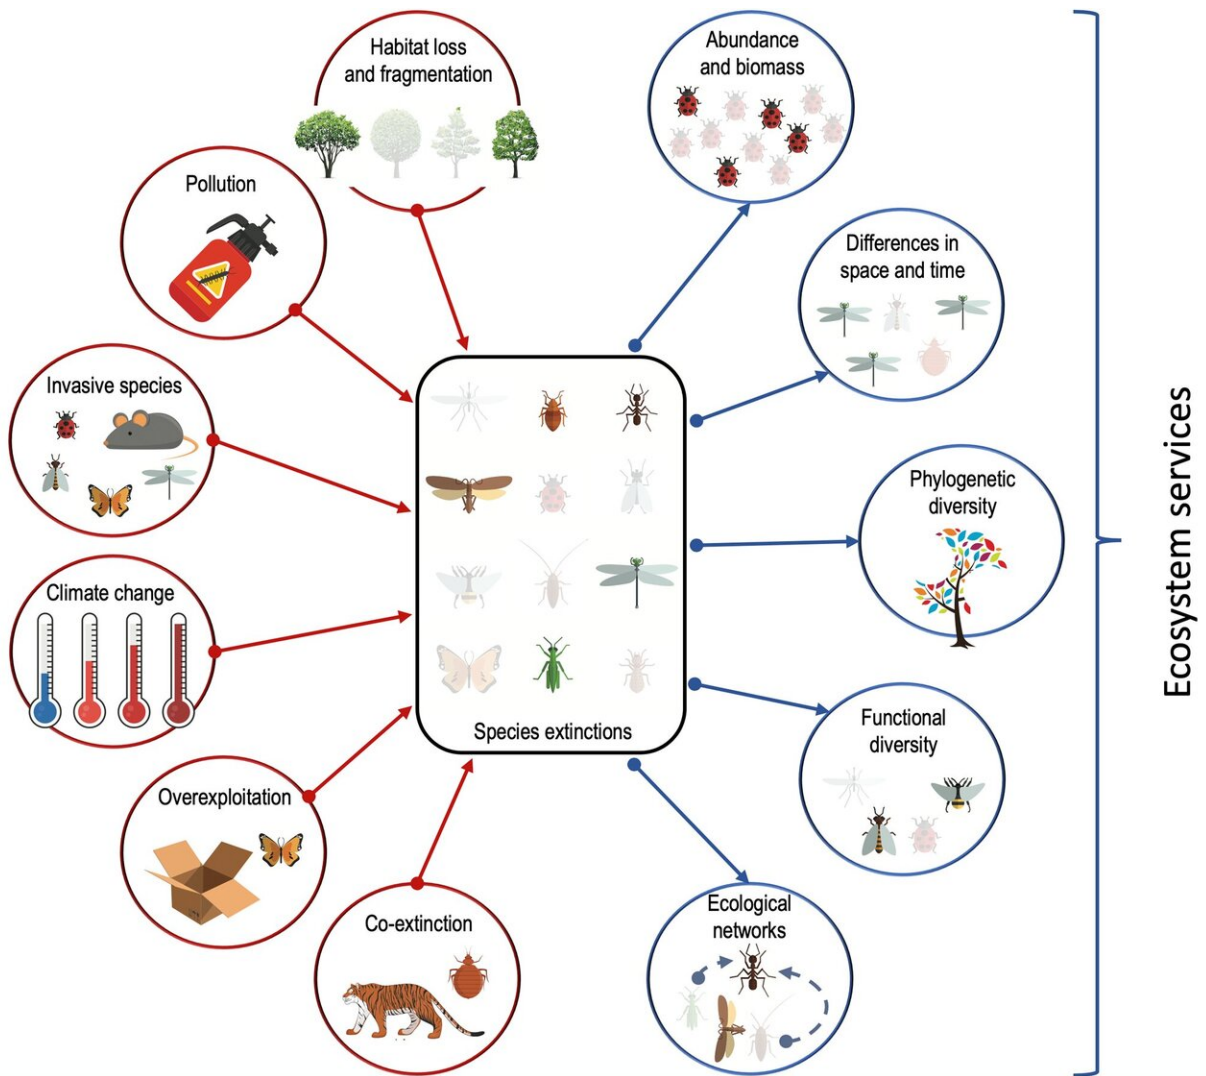 Habitat loss
and fragmentation
Abundance
and biomass
Pollution
Differences in
space and time
Invasive species
Phylogenetic
diversity
Climate change
Species extinctions
Functional
diversity
Overexploitation
Co-extinction
Ecological
networks
Ecosystem services